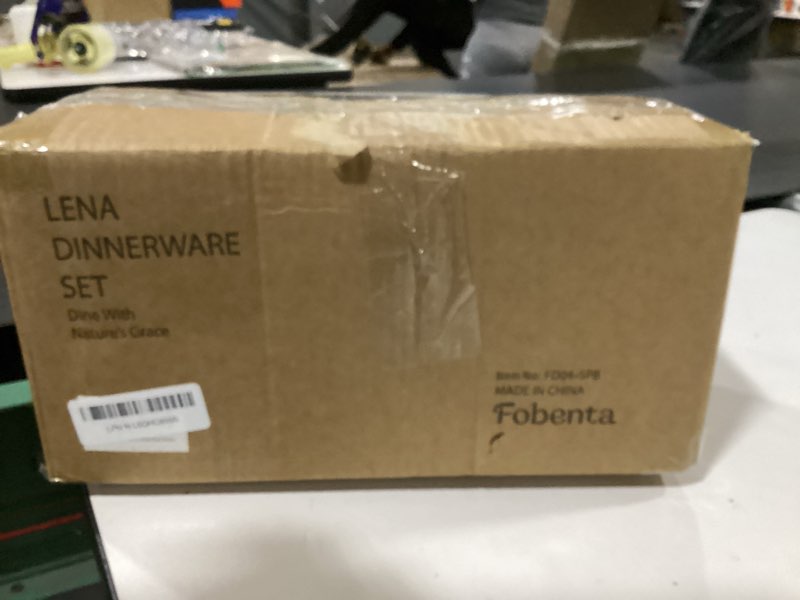 LENA
DINNERWARE
SET
Dine With
Nature's Grace
Item No: FD04-SPB
MADE IN CHINA
Fobenta